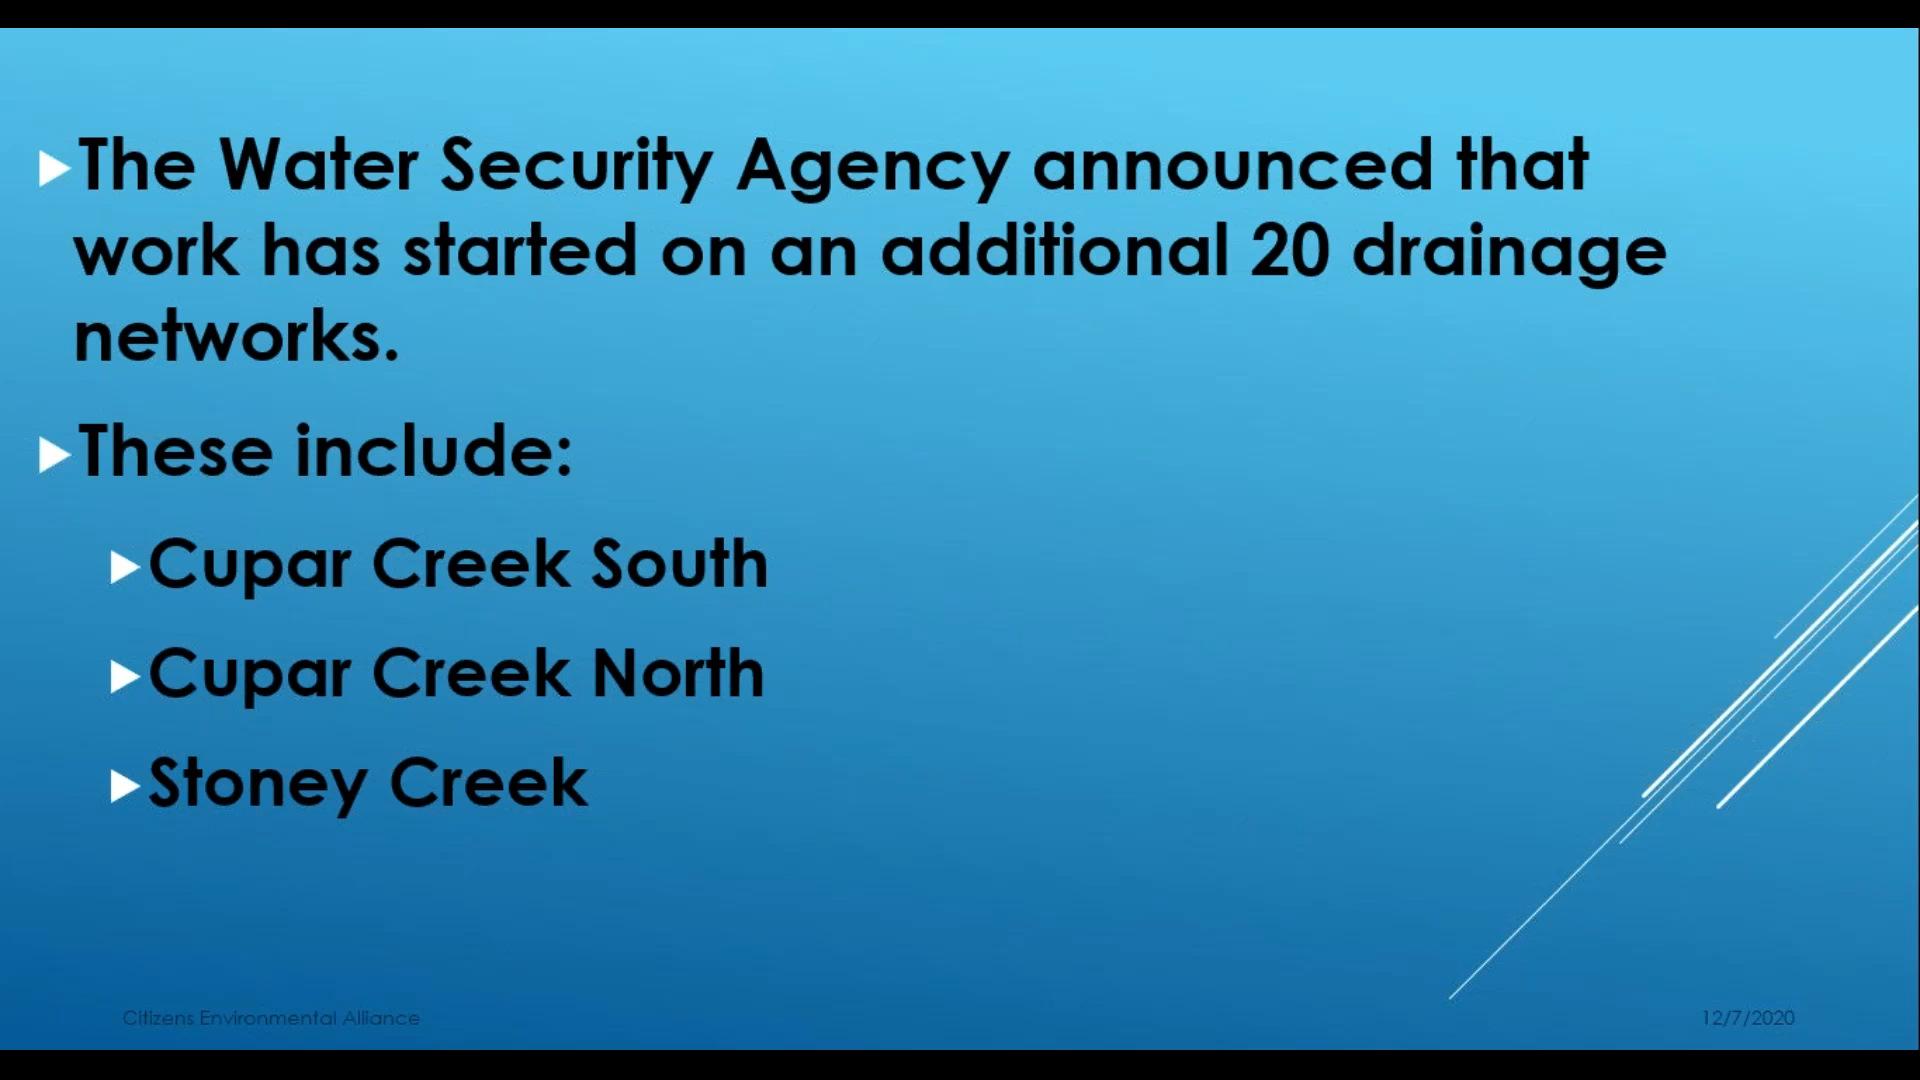 The Water Security Agency announced that
work has started on an additional 20 drainage
networks.
These include:
Cupar Creek South
Cupar Creek North
Stoney Creek
Citizens Environmental Alliance
12/7/2020